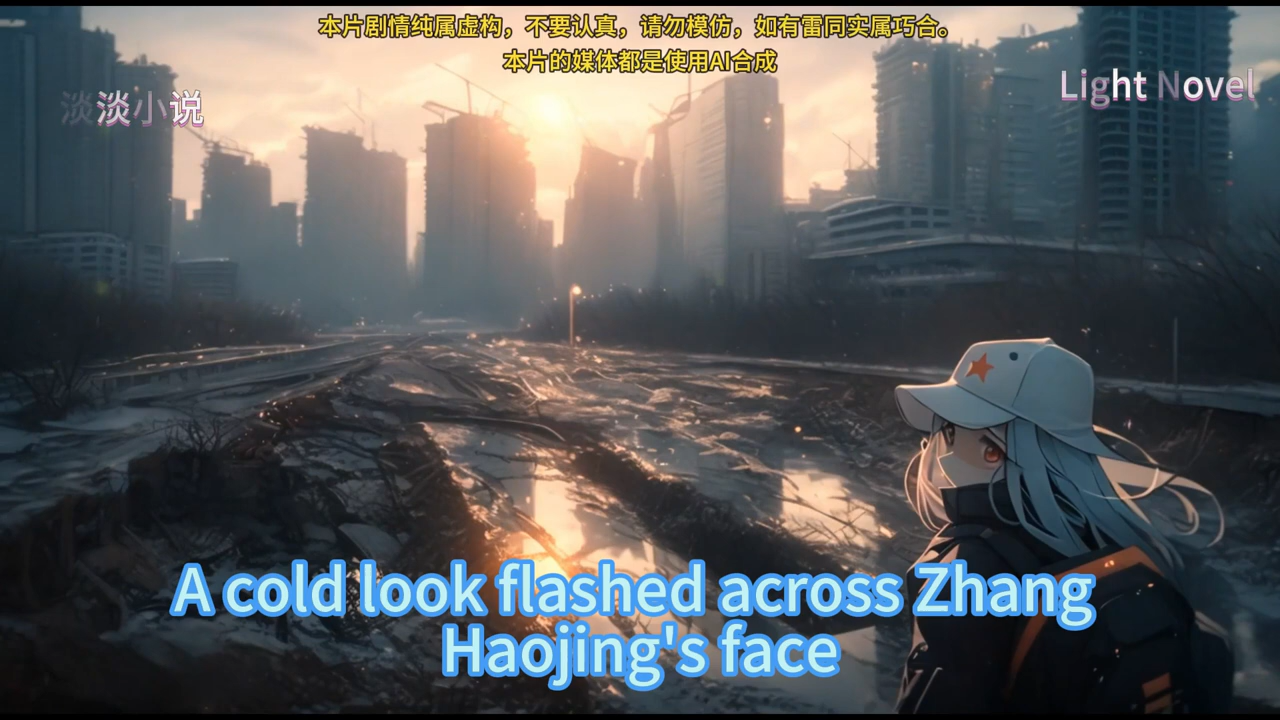 本片剧情纯属虚构，不要认真，请勿模仿，如有雷同实属巧合。
本片的媒体都是使用AI合成
淡淡小说
Light Novel
A cold look flashed across Zhang
Haojing's face